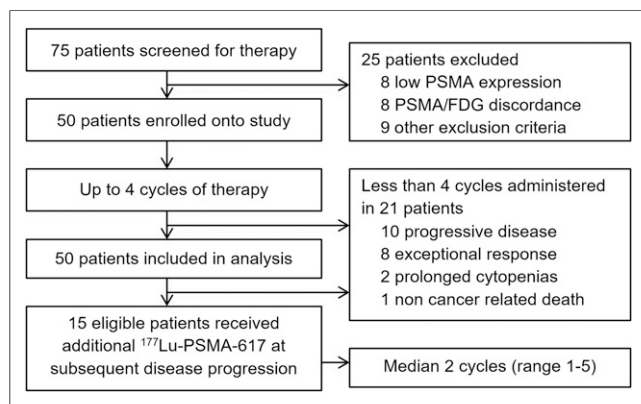 75 patients screened for therapy
25 patients excluded
8 low PSMA expression
8 PSMA/FDG discordance
9 other exclusion criteria
50 patients enrolled onto study
Up to 4 cycles of therapy
Less than 4 cycles administered
in 21 patients
10 progressive disease
8 exceptional response
2 prolonged cytopenias
1 non cancer related death
50 patients included in analysis
15 eligible patients received
additional ¹⁷⁷Lu-PSMA-617 at
subsequent disease progression
Median 2 cycles (range 1-5)